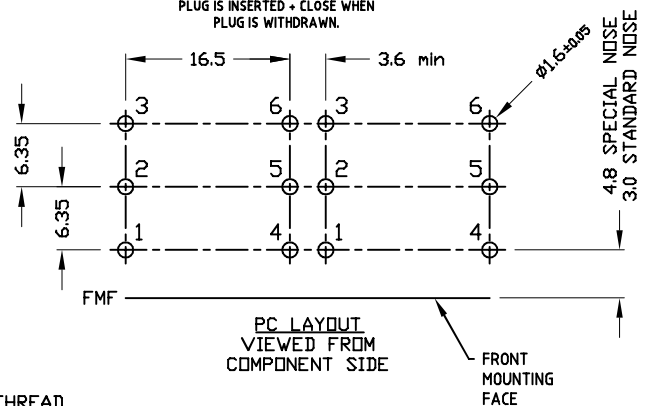 PLUG IS INSERTED + CLOSE WHEN
PLUG IS WITHDRAWN.
16.5
3.6 min
Ø1.6±0.05
4.8 SPECIAL NOSE
3.0 STANDARD NOSE
3 6 3 6
6.35
2 5 2 5
6.35
1 4 1 4
FMF
PC LAYOUT
VIEWED FROM
COMPONENT SIDE
FRONT
MOUNTING
FACE
THREAD